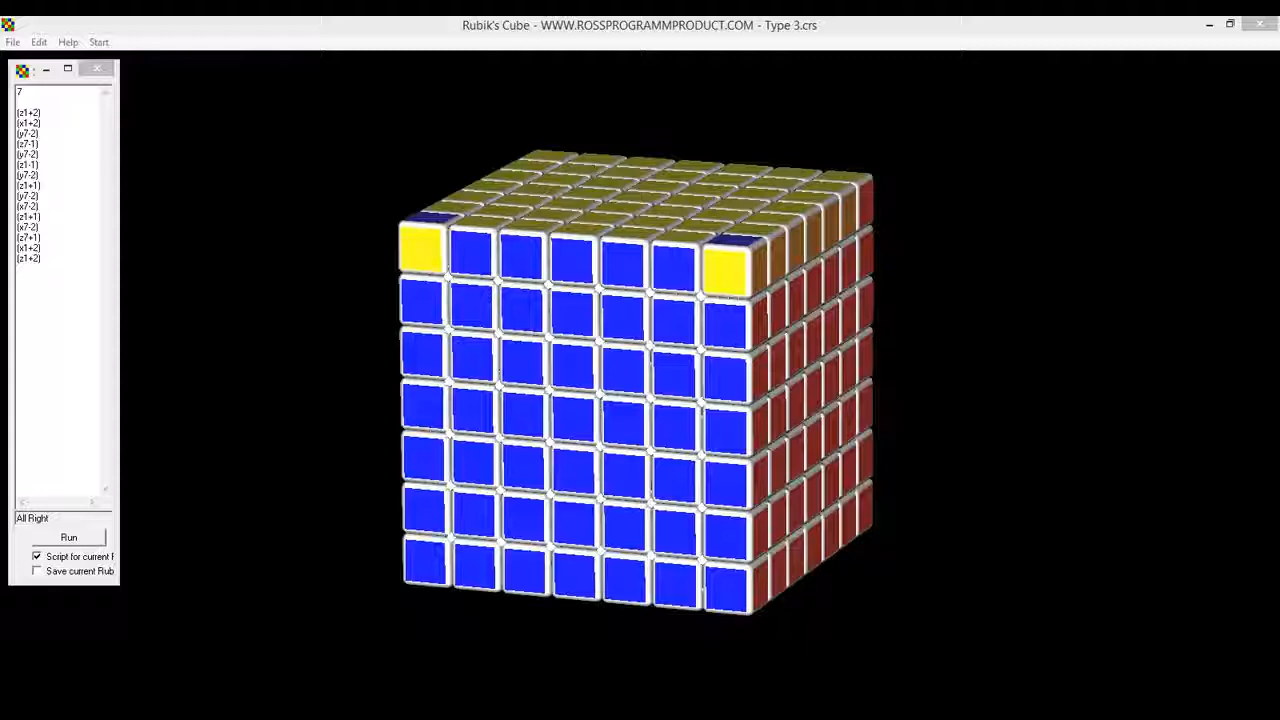 Rubik's Cube - WWW.ROSSPROGRAMMPRODUCT.COM - Type 3.crs
File Edit Help Start
7
(z1+2)
(x1+2)
(y7-2)
(z7-1)
(y7-2)
(z1-1)
(y7-2)
(z1+1)
(y7-2)
(x7-2)
(z1+1)
(x7-2)
(z7+1)
(x1+2)
(z1+2)
All Right
Run
Script for current F
Save current Rub